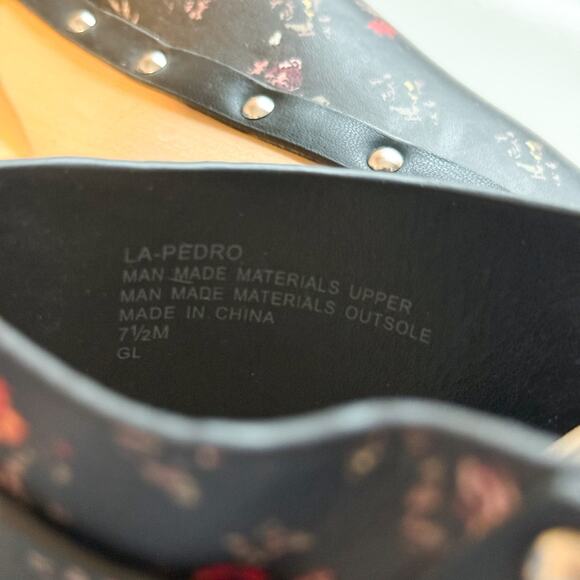 LA-PEDRO
MAN MADE MATERIALS UPPER
MAN MADE MATERIALS OUTSOLE
MADE IN CHINA
7½M
GL